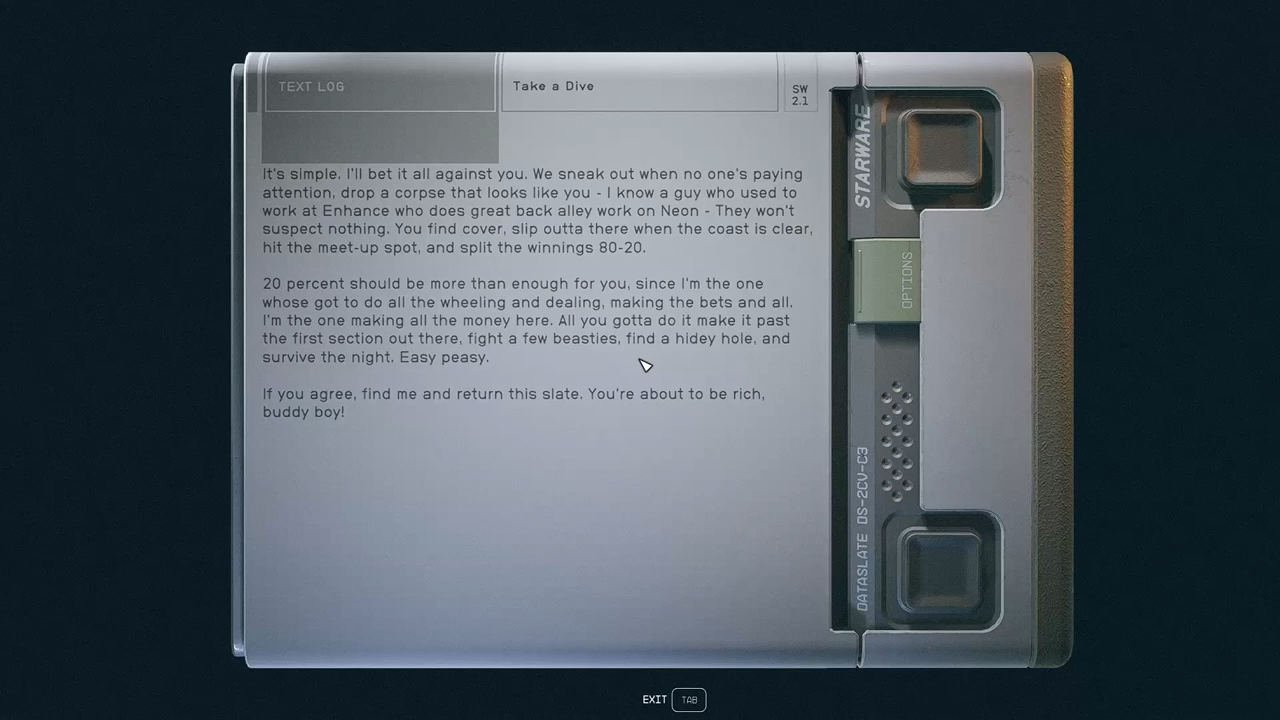 TEXT LOG
Take a Dive
SW
2.1
It's simple. I'll bet it all against you. We sneak out when no one's paying
attention, drop a corpse that looks like you - I know a guy who used to
work at Enhance who does great back alley work on Neon - They won't
suspect nothing. You find cover, slip outta there when the coast is clear,
hit the meet-up spot, and split the winnings 80-20.
20 percent should be more than enough for you, since I'm the one
whose got to do all the wheeling and dealing, making the bets and all.
I'm the one making all the money here. All you gotta do it make it past
the first section out there, fight a few beasties, find a hidey hole, and
survive the night. Easy peasy.
If you agree, find me and return this slate. You're about to be rich,
buddy boy!
STARWARE
OPTIONS
DATASLATE DS-2CV-C3
EXIT TAB